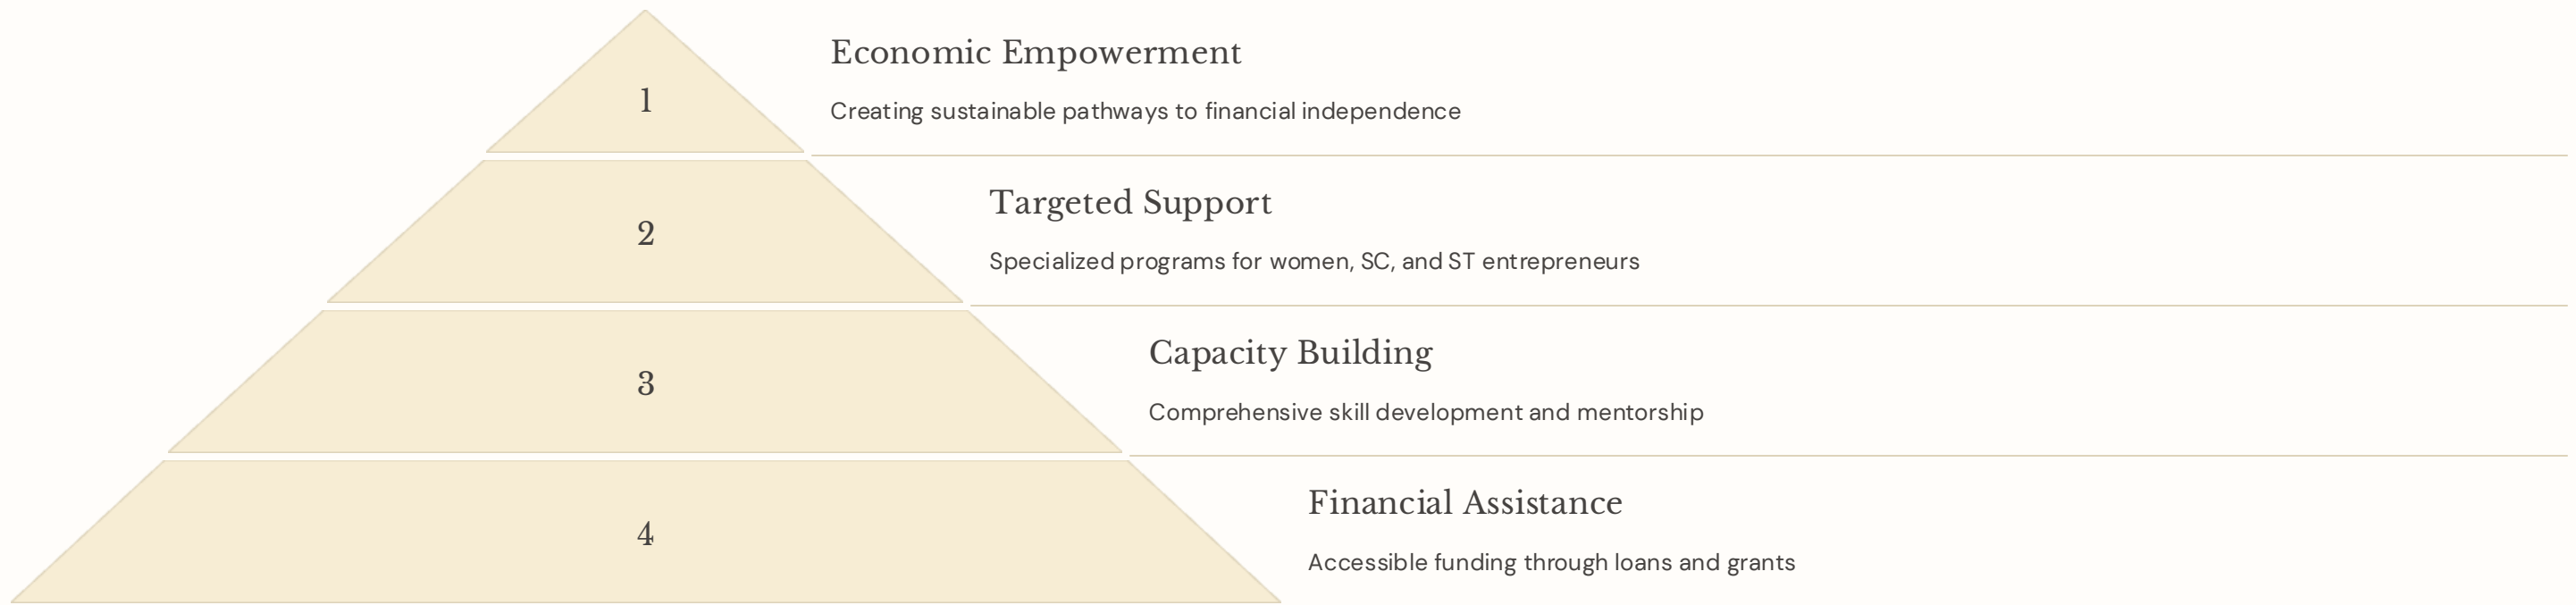 1
Economic Empowerment
Creating sustainable pathways to financial independence
2
Targeted Support
Specialized programs for women, SC, and ST entrepreneurs
3
Capacity Building
Comprehensive skill development and mentorship
4
Financial Assistance
Accessible funding through loans and grants